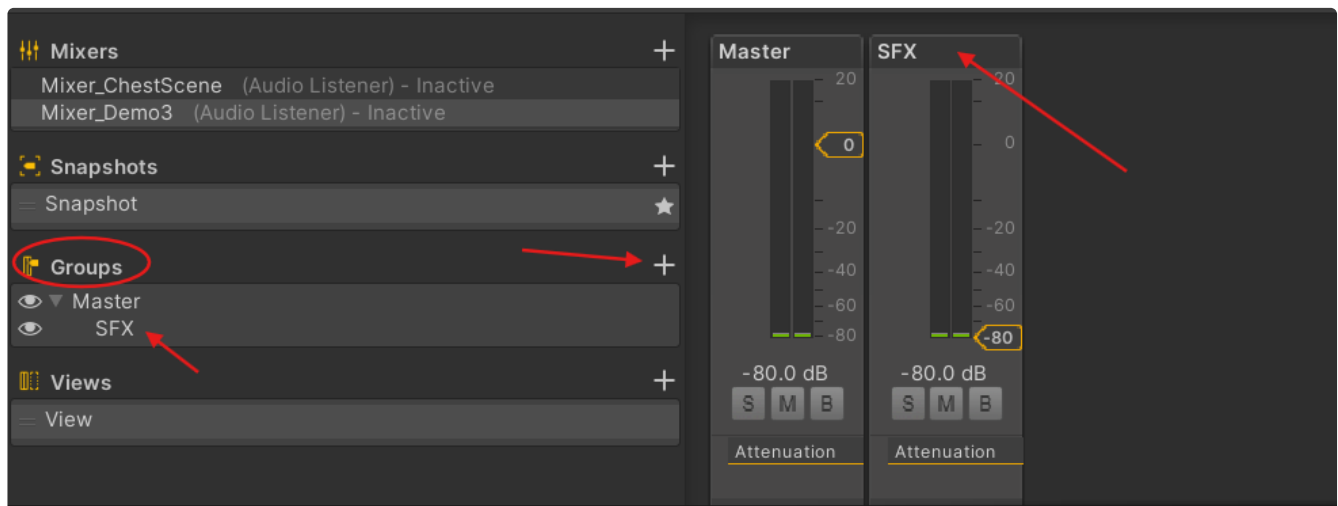 Mixers
Mixer_ChestScene (Audio Listener) - Inactive
Mixer_Demo3 (Audio Listener) - Inactive
Snapshots
Snapshot
Groups
Master
SFX
Views
View
Master
20
0
-20
-40
-60
-80
0
-80.0 dB
S M B
Attenuation
SFX
20
0
-20
-40
-60
-80
-80.0 dB
S M B
Attenuation